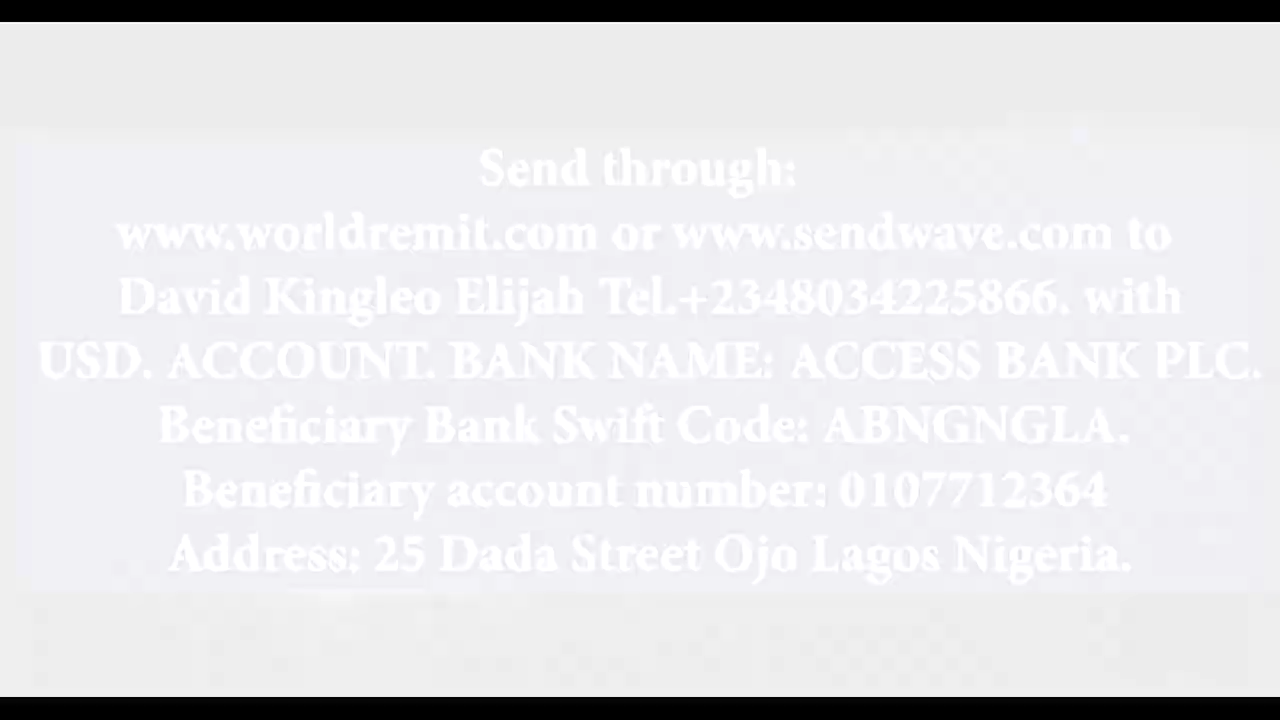 Send through:
www.worldremit.com or www.sendwave.com to
David Kingleo Elijah Tel.+2348034225866. with
USD. ACCOUNT. BANK NAME: ACCESS BANK PLC.
Beneficiary Bank Swift Code: ABNGNGLA.
Beneficiary account number: 0107712364
Address: 25 Dada Street Ojo Lagos Nigeria.